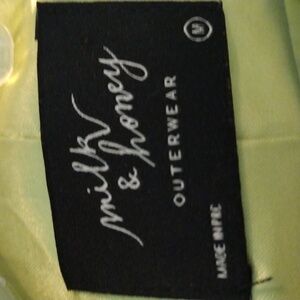 milk
& honey
OUTERWEAR
M
MADE IN PRC